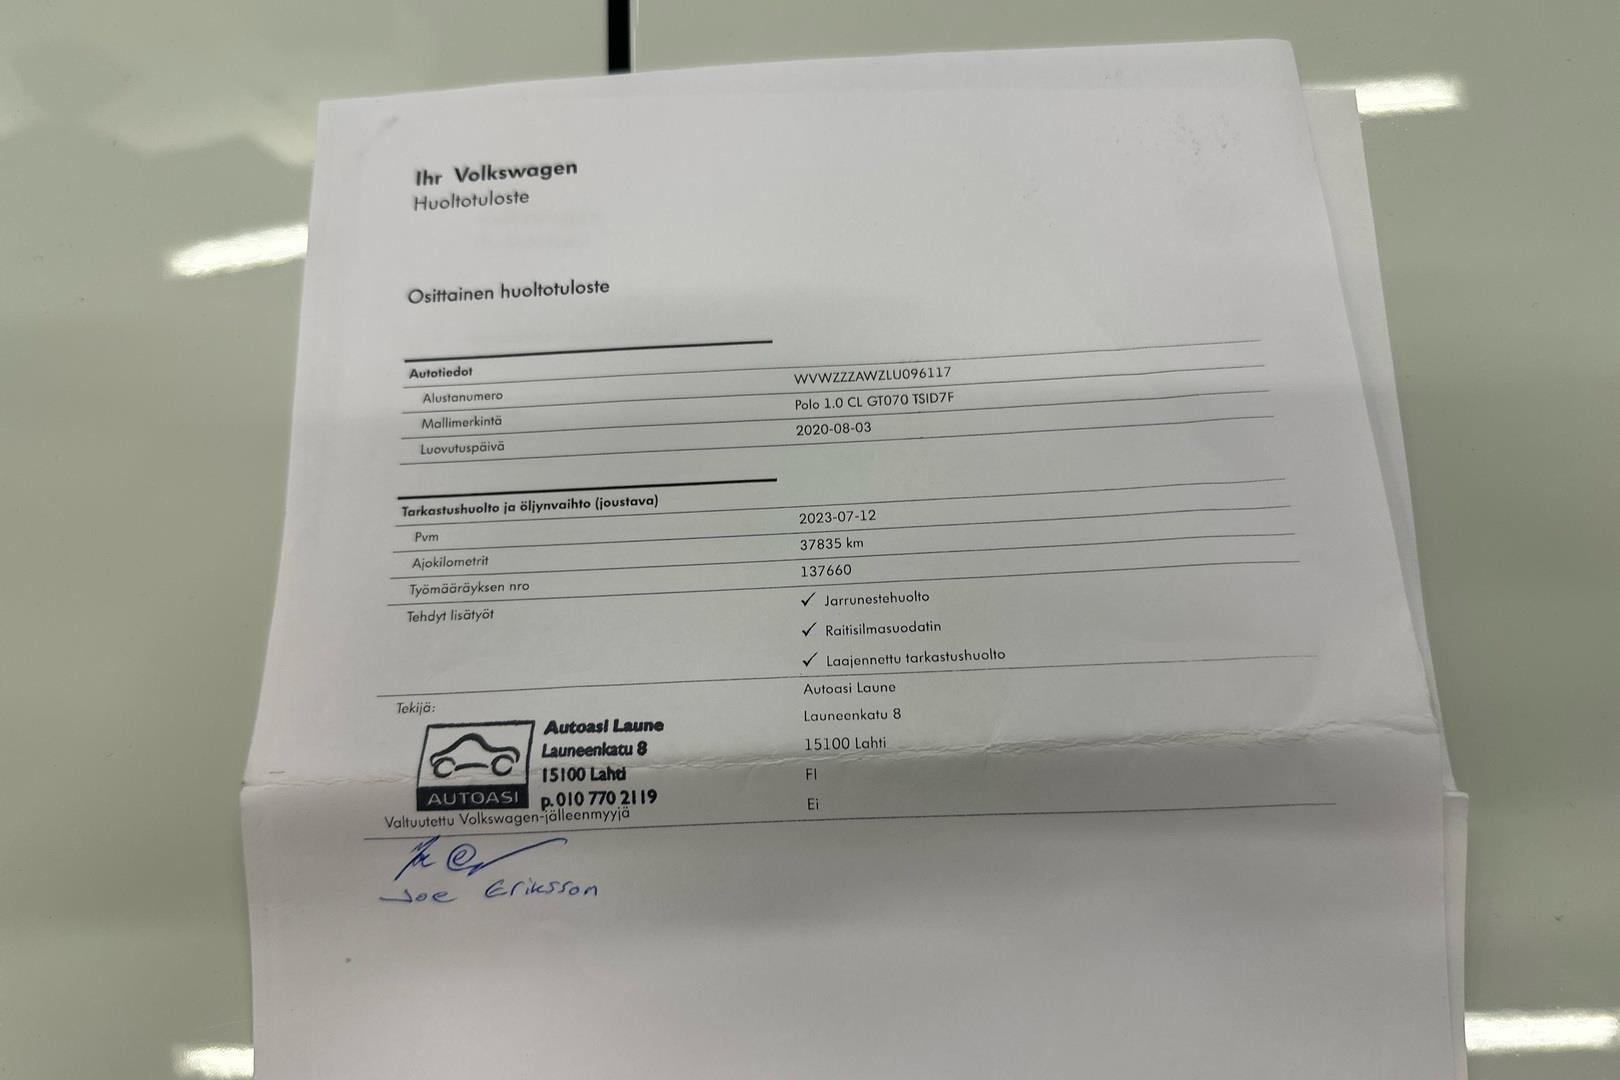 Ihr Volkswagen
Huoltotuloste
Osittainen huoltotuloste
Autotiedot
Alustanumero WVWZZZAWZLU096117
Mallimerkintä Polo 1.0 CL GT070 TSID7F
Luovutuspäivä 2020-08-03
Tarkastushuolto ja öljynvaihto (joustava)
Pvm 2023-07-12
Ajokilometrit 37835 km
Työmääräyksen nro 137660
Tehdyt lisätyöt ✓ Jarrunestehuolto
✓ Raitisilmasuodatin
✓ Laajennettu tarkastushuolto
Tekijä: Autoasi Laune
Launeenkatu 8
15100 Lahti
FI
AUTOASI
Autoasi Laune
Launeenkatu 8
15100 Lahti
p. 010 770 2119
Valtuutettu Volkswagen-jälleenmyyjä Ei
Joe Eriksson